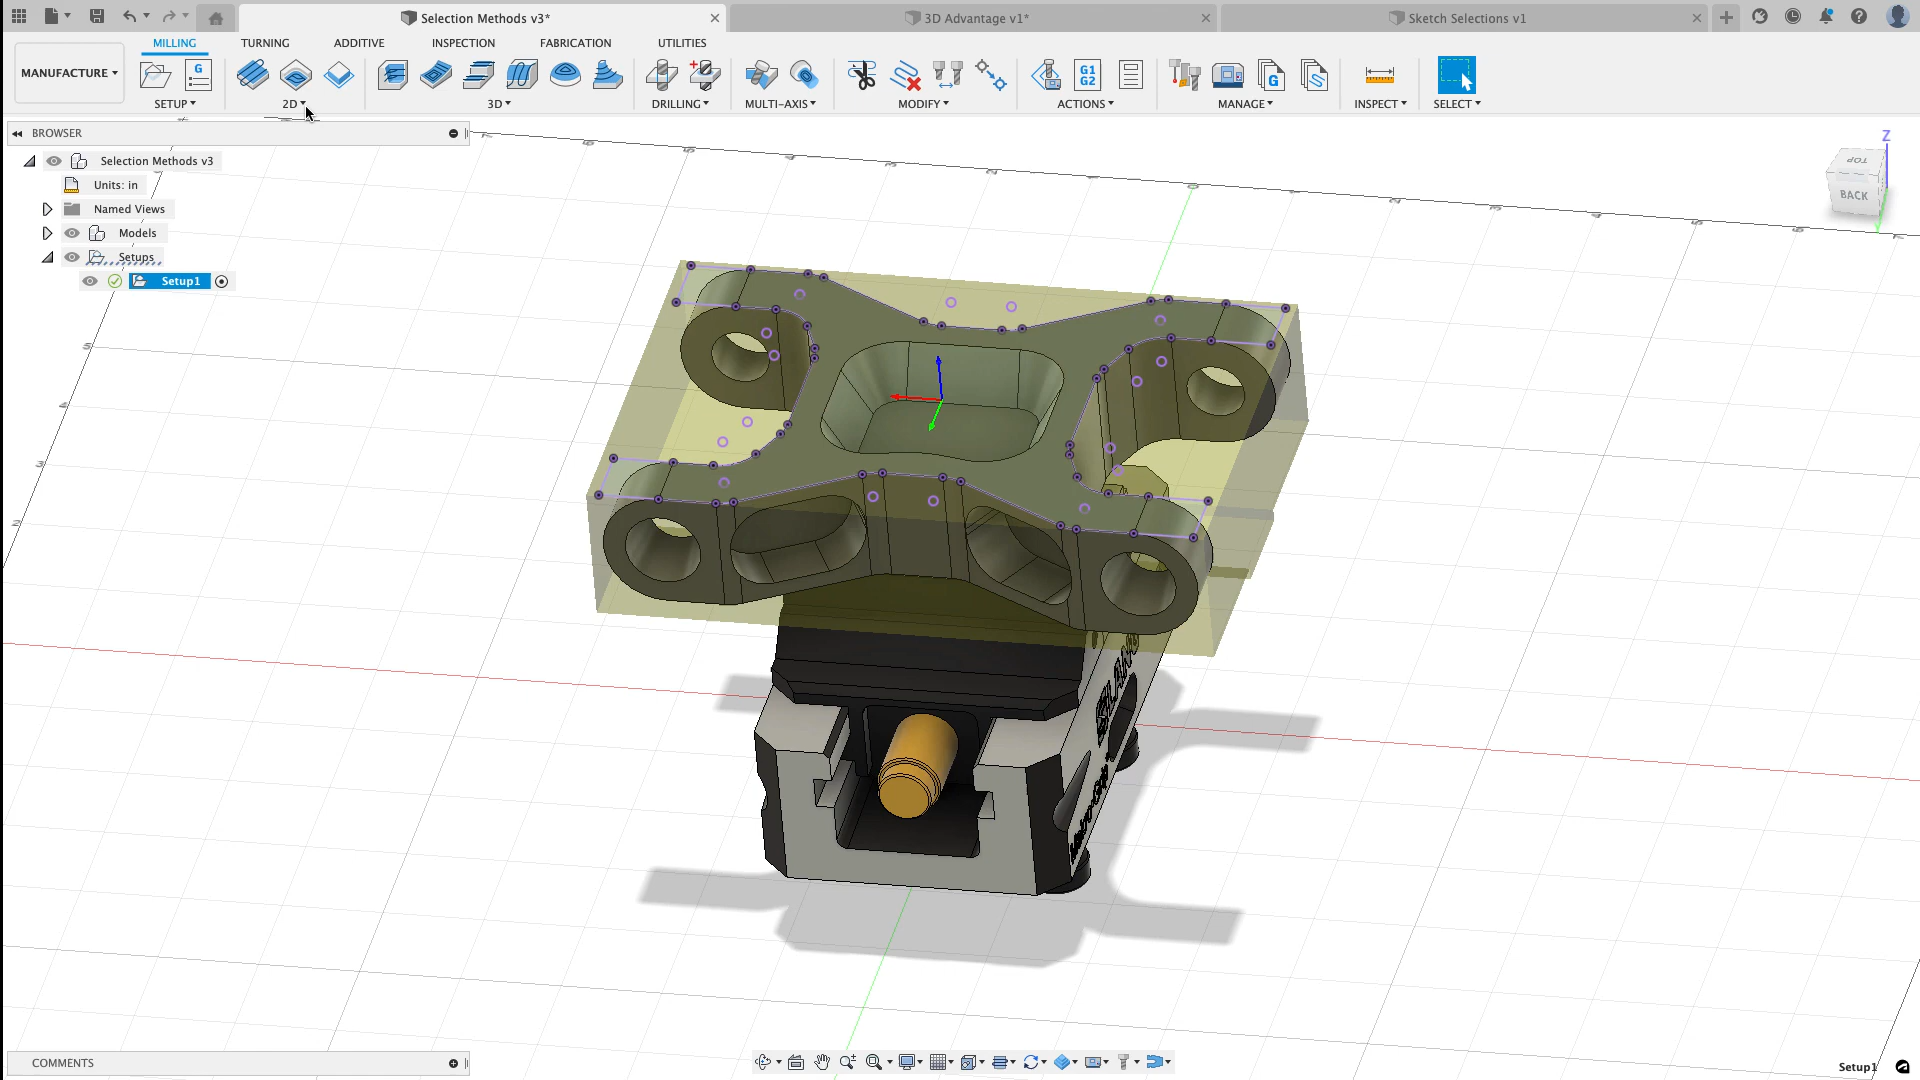 Selection Methods v3*
3D Advantage v1*
Sketch Selections v1
MANUFACTURE
MILLING
TURNING
ADDITIVE
INSPECTION
FABRICATION
UTILITIES
SETUP
2D
3D
DRILLING
MULTI-AXIS
MODIFY
G1
G2
ACTIONS
MANAGE
INSPECT
SELECT
BROWSER
Selection Methods v3
Units: in
Named Views
Models
Setups
Setup1
Z
TOP
BACK
COMMENTS
Setup1